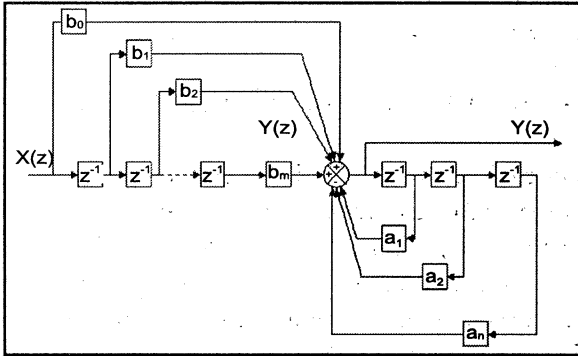 b₀
b₁
b₂
Y(z) Y(z)
X(z)
z⁻¹ z⁻¹ z⁻¹ bₘ + + - z⁻¹ z⁻¹ z⁻¹
a₁
a₂
aₙ